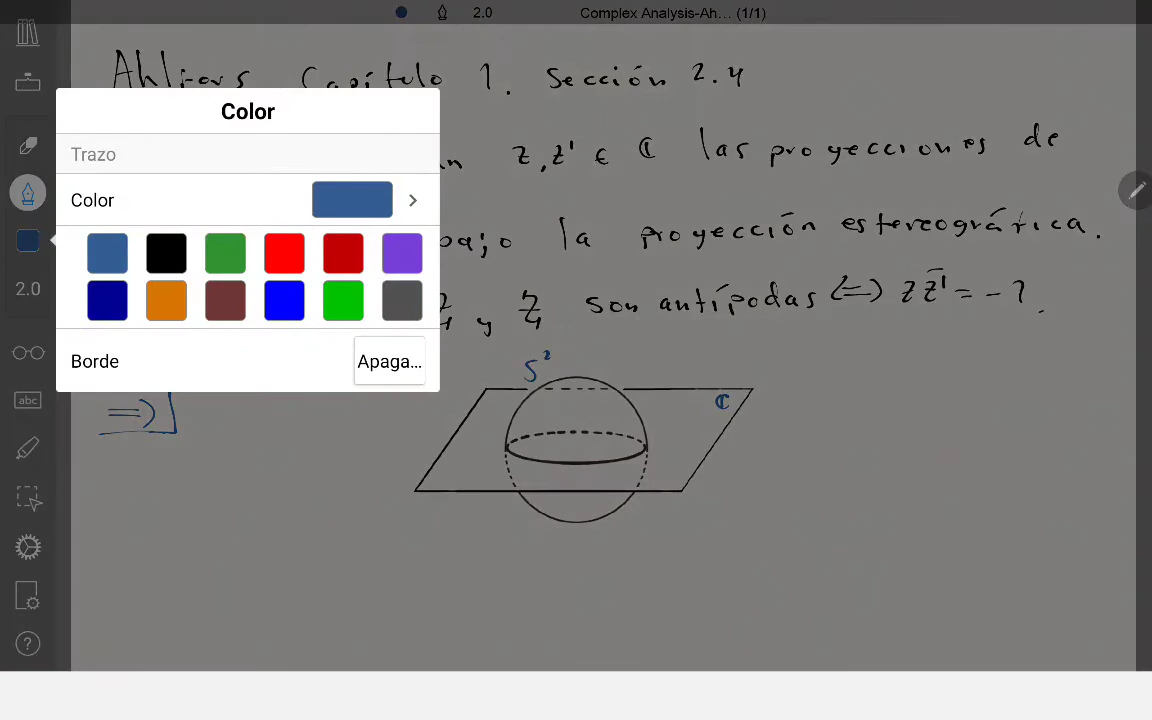 2.0 Complex Analysis-Ah... (1/1)
Ahlfors Capítulo 1. Sección 2.4
Color
Trazo
Color
z, z' ∈ ℂ las proyecciones de
bajo la proyección estereográfica.
y son antípodas ⟺ z z̄' = -1.
Borde Apaga...
2.0
abc
S²
ℂ
⟹]
?